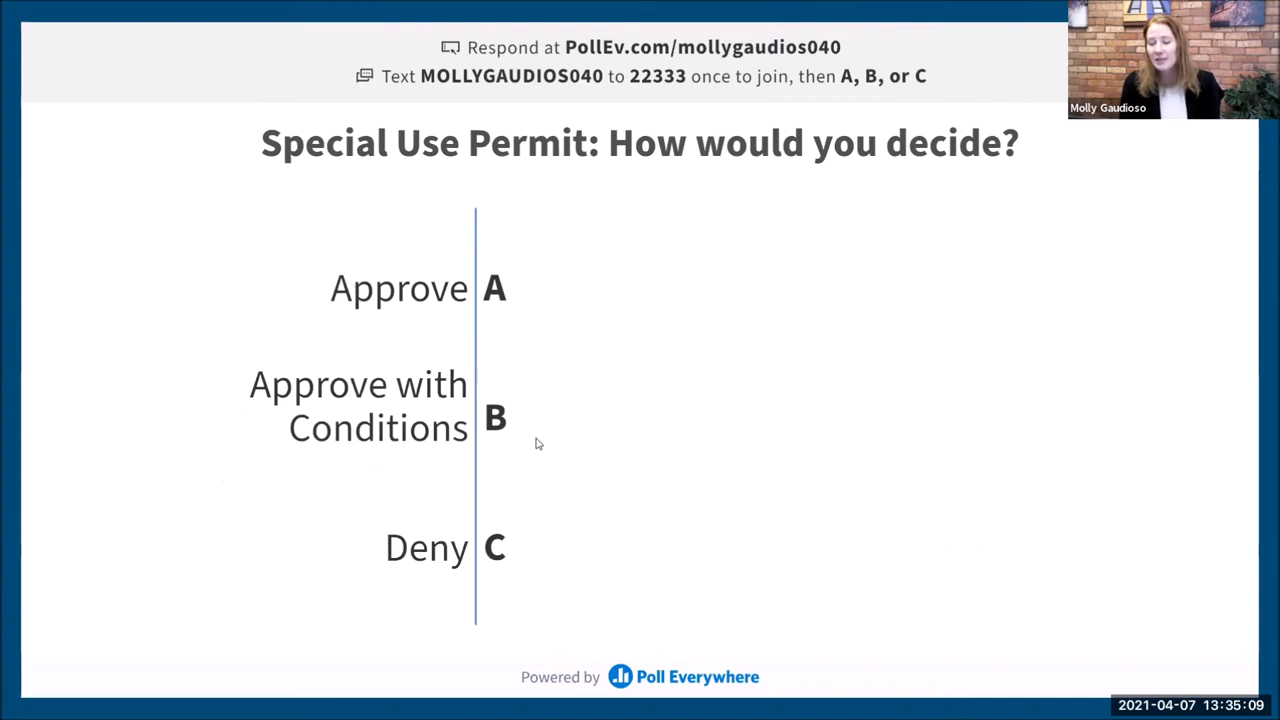 Respond at PollEv.com/mollygaudios040
Text MOLLYGAUDIOS040 to 22333 once to join, then A, B, or C
Molly Gaudioso
Special Use Permit: How would you decide?
Approve A
Approve with
Conditions B
Deny C
Powered by Poll Everywhere
2021-04-07 13:35:09